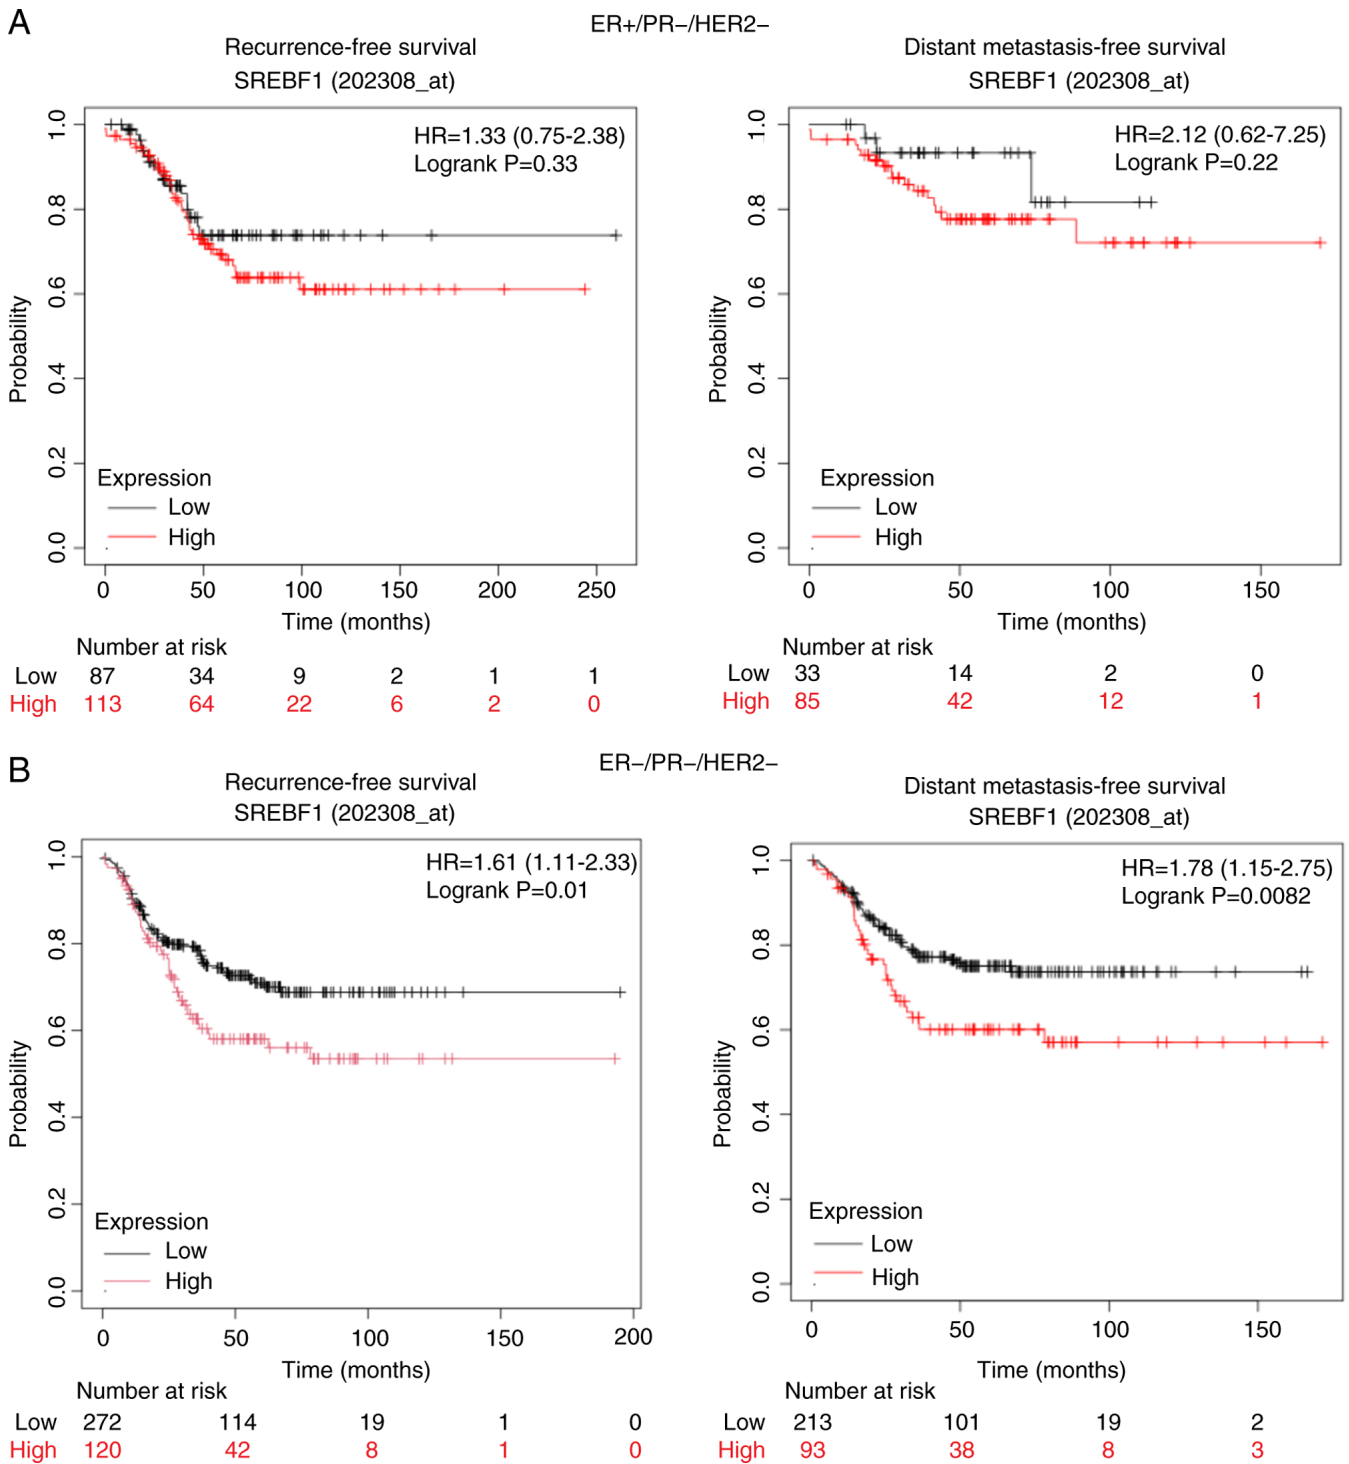 A
ER+/PR−/HER2−
Recurrence-free survival
SREBF1 (202308_at)
HR=1.33 (0.75-2.38)
Logrank P=0.33
Probability
1.0
0.8
0.6
0.4
0.2
0.0
Expression
Low
High
0 50 100 150 200 250
Time (months)
Number at risk
Low 87 34 9 2 1 1
High 113 64 22 6 2 0
Distant metastasis-free survival
SREBF1 (202308_at)
HR=2.12 (0.62-7.25)
Logrank P=0.22
Probability
1.0
0.8
0.6
0.4
0.2
0.0
Expression
Low
High
0 50 100 150
Time (months)
Number at risk
Low 33 14 2 0
High 85 42 12 1
B
ER−/PR−/HER2−
Recurrence-free survival
SREBF1 (202308_at)
HR=1.61 (1.11-2.33)
Logrank P=0.01
Probability
1.0
0.8
0.6
0.4
0.2
0.0
Expression
Low
High
0 50 100 150 200
Time (months)
Number at risk
Low 272 114 19 1 0
High 120 42 8 1 0
Distant metastasis-free survival
SREBF1 (202308_at)
HR=1.78 (1.15-2.75)
Logrank P=0.0082
Probability
1.0
0.8
0.6
0.4
0.2
0.0
Expression
Low
High
0 50 100 150
Time (months)
Number at risk
Low 213 101 19 2
High 93 38 8 3